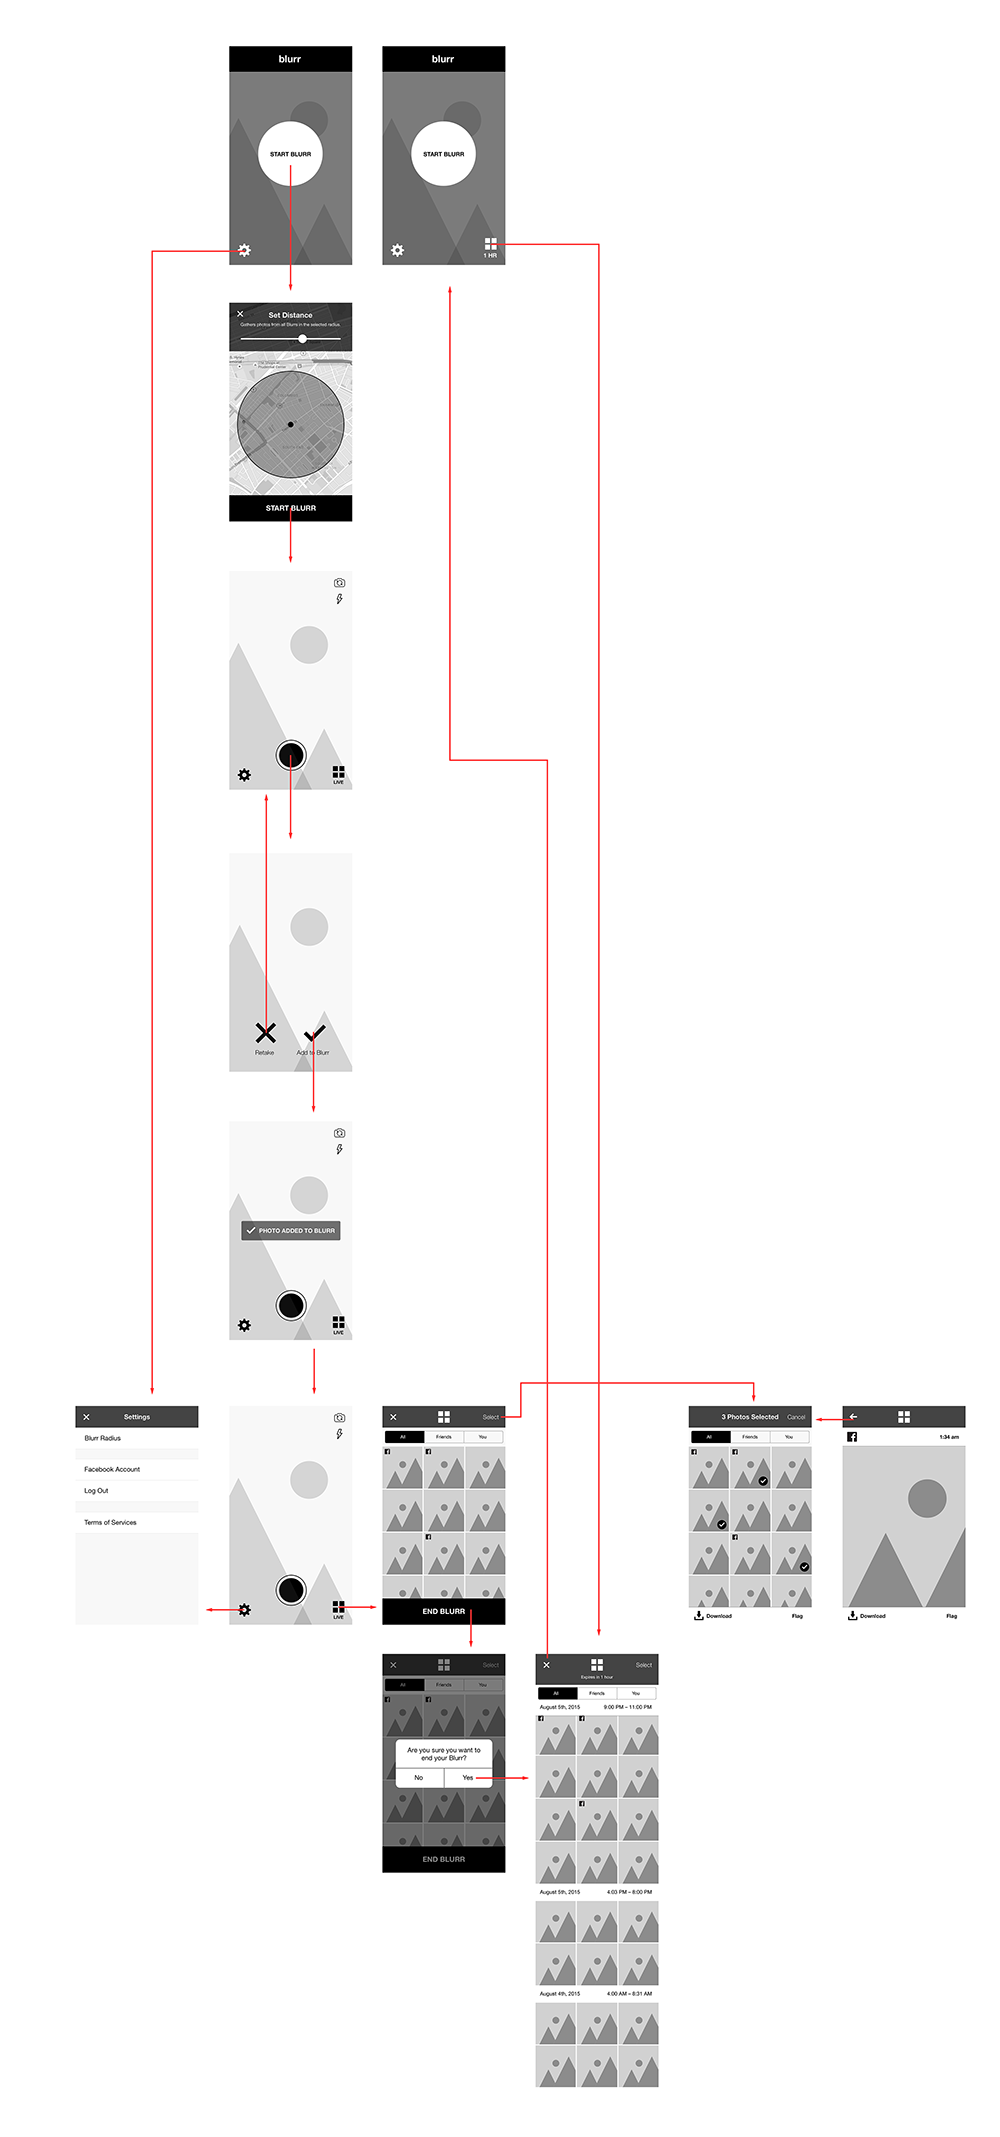 blurr
START BLURR
blurr
START BLURR
1 HR
Set Distance
Gathers photos from all Blurrs in the selected radius.
START BLURR
LIVE
Retake
Add to Blurr
PHOTO ADDED TO BLURR
LIVE
Settings
Blurr Radius
Facebook Account
Log Out
Terms of Services
LIVE
Select
All Friends You
END BLURR
3 Photos Selected Cancel
All Friends You
Download Flag
1:34 am
Download Flag
Select
All Friends You
Are you sure you want to
end your Blurr?
No Yes
END BLURR
Select
Expires in 1 hour
All Friends You
August 5th, 2015 9:00 PM – 11:00 PM
August 5th, 2015 4:03 PM – 8:00 PM
August 4th, 2015 4:00 AM – 8:31 AM